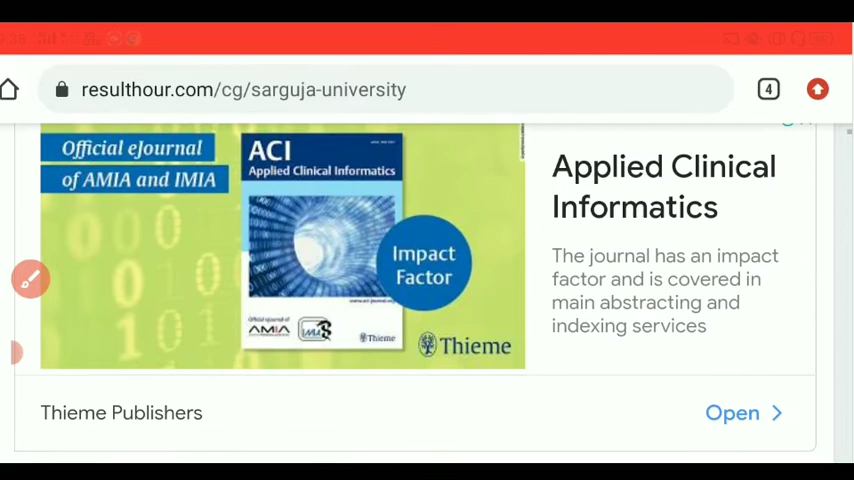 resulthour.com/cg/sarguja-university
4
Official eJournal
of AMIA and IMIA
ACI
Applied Clinical Informatics
Impact
Factor
AMIA
Thieme
Thieme
Applied Clinical
Informatics
The journal has an impact
factor and is covered in
main abstracting and
indexing services
Thieme Publishers
Open